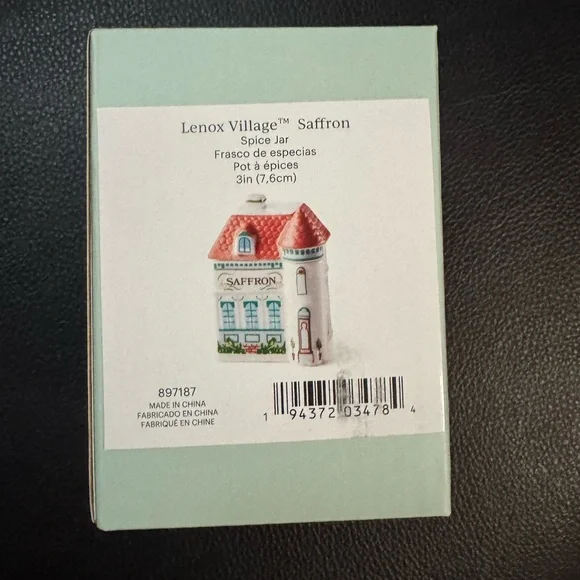 Lenox Village™ Saffron
Spice Jar
Frasco de especias
Pot à épices
3in (7,6cm)
SAFFRON
897187
MADE IN CHINA
FABRICADO EN CHINA
FABRIQUÉ EN CHINE
1 94372 03478 4